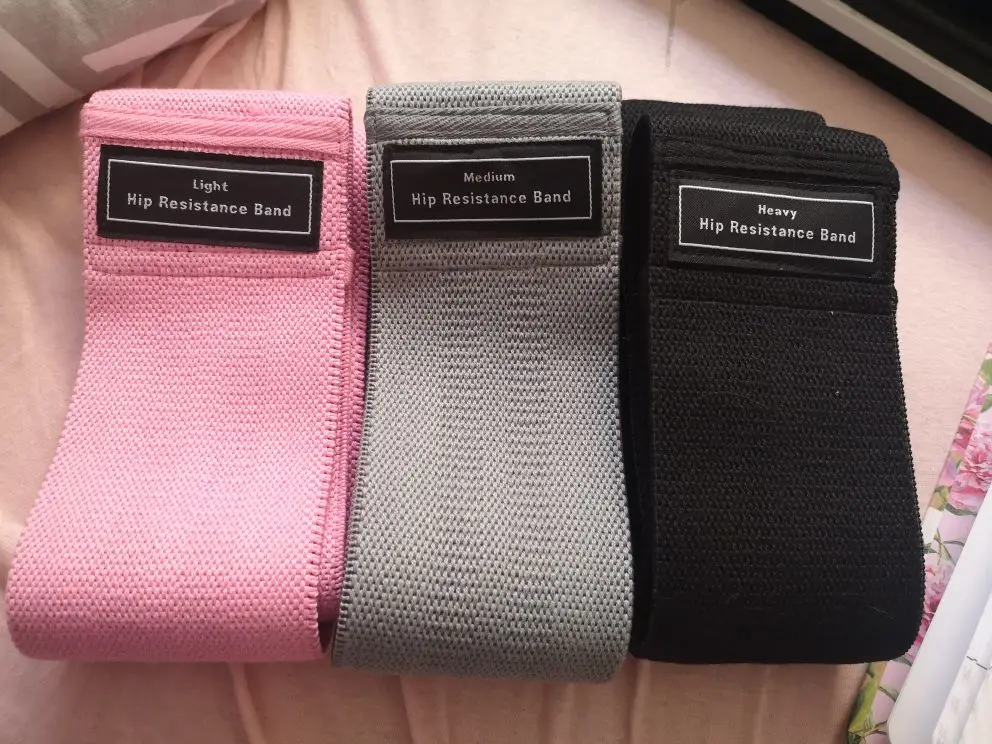 Light
Hip Resistance Band
Medium
Hip Resistance Band
Heavy
Hip Resistance Band